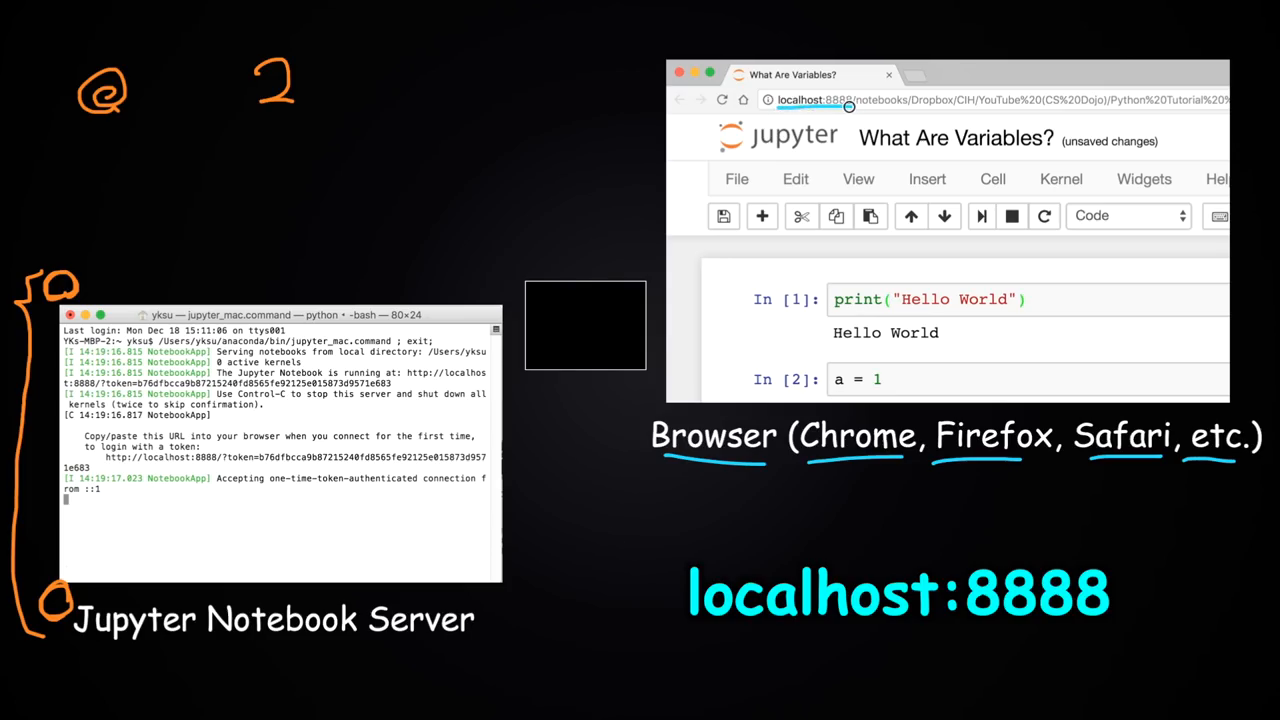 @ 2
What Are Variables?
localhost:8888/notebooks/Dropbox/CIH/YouTube%20(CS%20Dojo)/Python%20Tutorial%20%
jupyter What Are Variables? (unsaved changes)
File Edit View Insert Cell Kernel Widgets Hel
Code
In [1]: print("Hello World")
Hello World
In [2]: a = 1
Browser (Chrome, Firefox, Safari, etc.)
localhost:8888
yksu — jupyter_mac.command — python • -bash — 80×24
Last login: Mon Dec 18 15:11:06 on ttys001
YKs-MBP-2:~ yksu$ /Users/yksu/anaconda/bin/jupyter_mac.command ; exit;
[I 14:19:16.815 NotebookApp] Serving notebooks from local directory: /Users/yksu
[I 14:19:16.815 NotebookApp] 0 active kernels
[I 14:19:16.815 NotebookApp] The Jupyter Notebook is running at: http://localhos
t:8888/?token=b76dfbcca9b87215240fd8565fe92125e015873d9571e683
[I 14:19:16.815 NotebookApp] Use Control-C to stop this server and shut down all
kernels (twice to skip confirmation).
[C 14:19:16.817 NotebookApp]
Copy/paste this URL into your browser when you connect for the first time,
to login with a token:
http://localhost:8888/?token=b76dfbcca9b87215240fd8565fe92125e015873d957
1e683
[I 14:19:17.023 NotebookApp] Accepting one-time-token-authenticated connection f
rom ::1
Jupyter Notebook Server